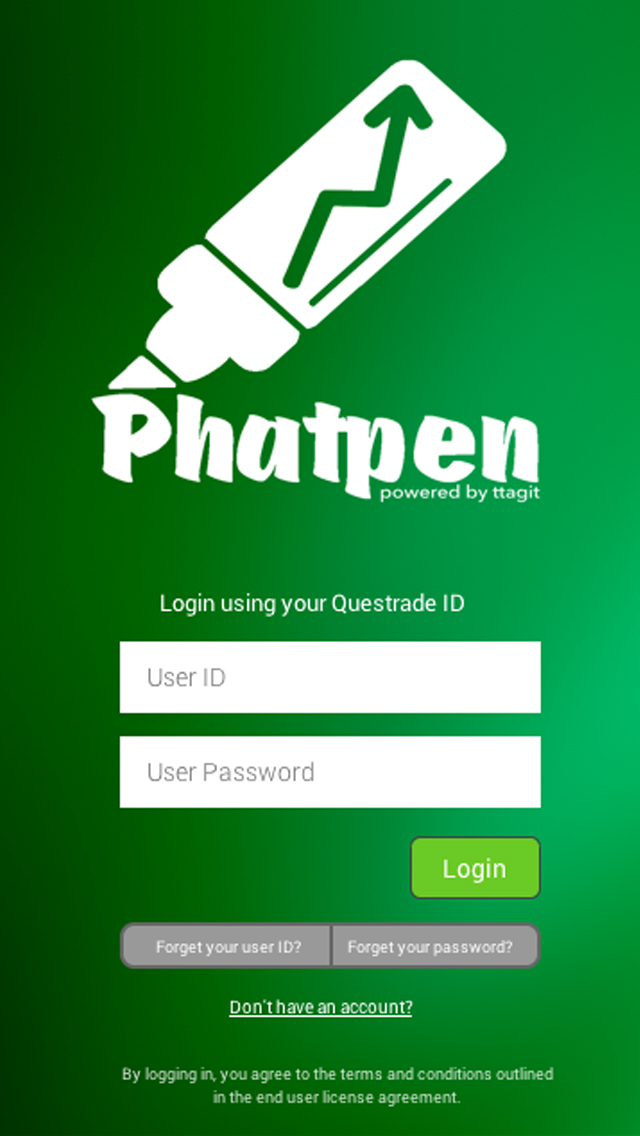 Phatpen
powered by ttagit
Login using your Questrade ID
User ID
User Password
Login
Forget your user ID? Forget your password?
Don't have an account?
By logging in, you agree to the terms and conditions outlined
in the end user license agreement.